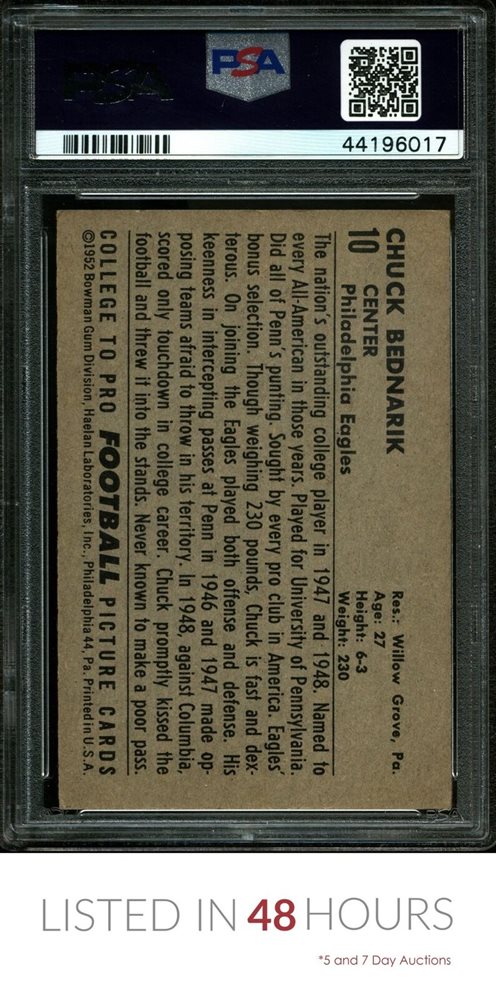 PSA
PSA
44196017
CHUCK BEDNARIK
10
CENTER
Philadelphia Eagles
Res.: Willow Grove, Pa.
Age: 27
Height: 6-3
Weight: 230
The nation's outstanding college player in 1947 and 1948. Named to
every All-American in those years. Played for University of Pennsylvania.
Did all of Penn's punting. Sought by every pro club in America. Eagles'
bonus selection. Though weighing 230 pounds, Chuck is fast and dex-
terous. On joining the Eagles played both offense and defense. His
keenness in intercepting passes at Penn in 1946 and 1947 made op-
posing teams afraid to throw in his territory. In 1948, against Columbia,
scored only touchdown in college career. Chuck promptly kissed the
football and threw it into the stands. Never known to make a poor pass.
COLLEGE TO PRO FOOTBALL PICTURE CARDS
©1952 Bowman Gum Division, Haelan Laboratories, Inc., Philadelphia 44, Pa. Printed in U.S.A.
LISTED IN 48 HOURS
*5 and 7 Day Auctions